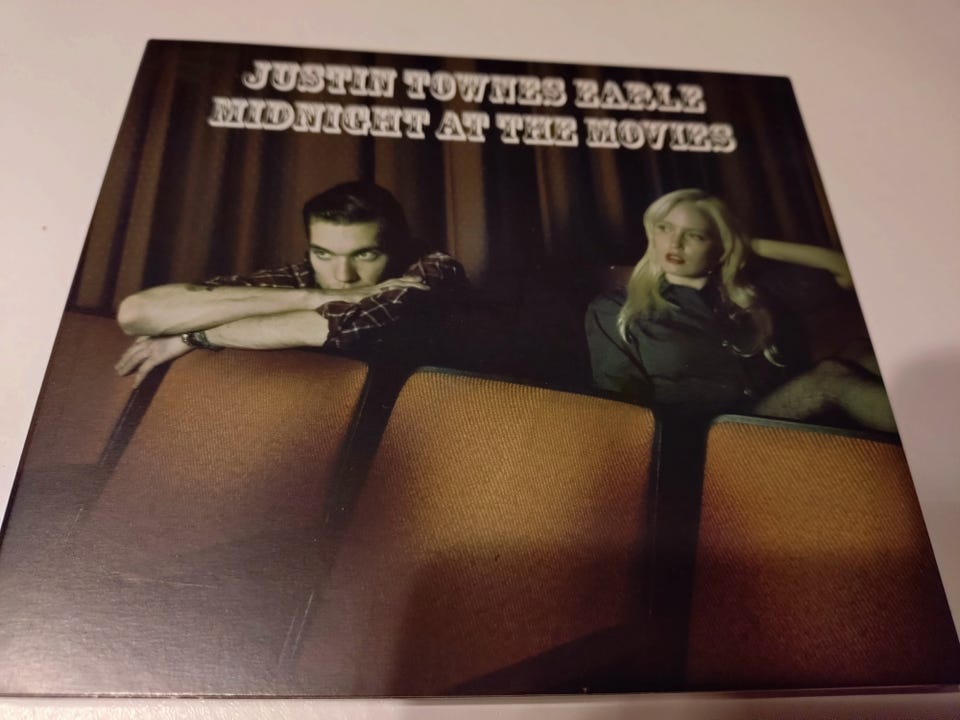 JUSTIN TOWNES EARLE
MIDNIGHT AT THE MOVIES